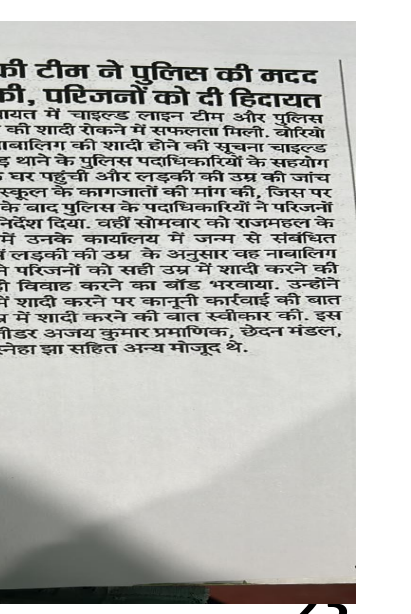 की टीम ने पुलिस की मदद
की, परिजनों को दी हिदायत
में चाइल्ड लाइन टीम और पुलिस
की शादी रोकने में सफलता मिली. बोरियो
नाबालिग की शादी होने की सूचना चाइल्ड
थाने के पुलिस पदाधिकारियों के सहयोग
घर पहुंची और लड़की की उम्र की जांच
स्कूल के कागजातों की मांग की, जिस पर
के बाद पुलिस के पदाधिकारियों ने परिजनों
निर्देश दिया. वहीं सोमवार को राजमहल के
में उनके कार्यालय में जन्म से संबंधित
लड़की की उम्र के अनुसार वह नाबालिग
परिजनों को सही उम्र में शादी करने की
विवाह करने का बॉंड भरवाया. उन्होंने
में शादी करने पर कानूनी कार्रवाई की बात
में शादी करने की बात स्वीकार की. इस
लीडर अजय कुमार प्रमाणिक, छेदन मंडल,
स्नेहा झा सहित अन्य मोजूद थे.